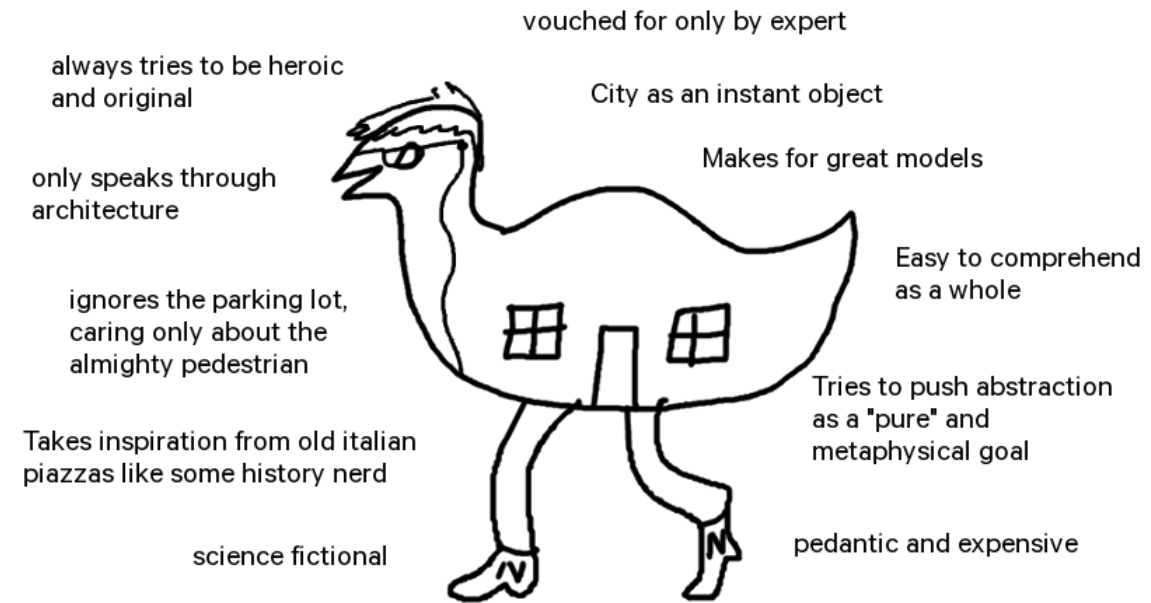 vouched for only by expert
always tries to be heroic
and original
City as an instant object
Makes for great models
only speaks through
architecture
Easy to comprehend
as a whole
ignores the parking lot,
caring only about the
almighty pedestrian
Tries to push abstraction
as a "pure" and
metaphysical goal
Takes inspiration from old italian
piazzas like some history nerd
science fictional
pedantic and expensive
N
N